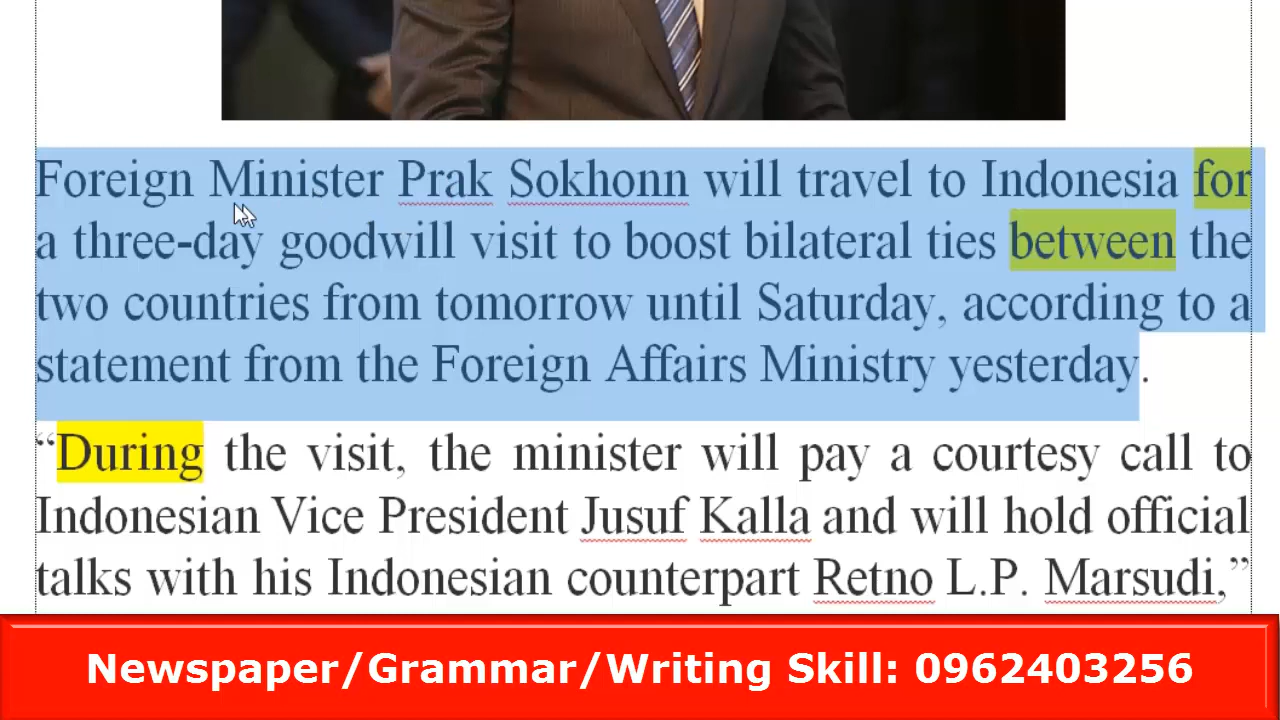 Foreign Minister Prak Sokhonn will travel to Indonesia for
a three-day goodwill visit to boost bilateral ties between the
two countries from tomorrow until Saturday, according to a
statement from the Foreign Affairs Ministry yesterday.
“During the visit, the minister will pay a courtesy call to
Indonesian Vice President Jusuf Kalla and will hold official
talks with his Indonesian counterpart Retno L.P. Marsudi,”
Newspaper/Grammar/Writing Skill: 0962403256